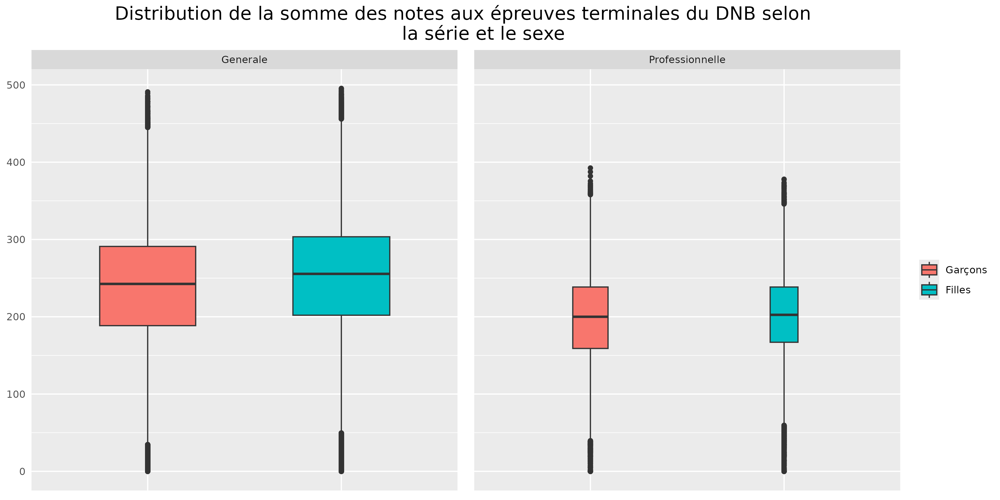 Distribution de la somme des notes aux épreuves terminales du DNB selon
la série et le sexe
Generale
Professionnelle
500
400
300
200
100
0
Garçons
Filles